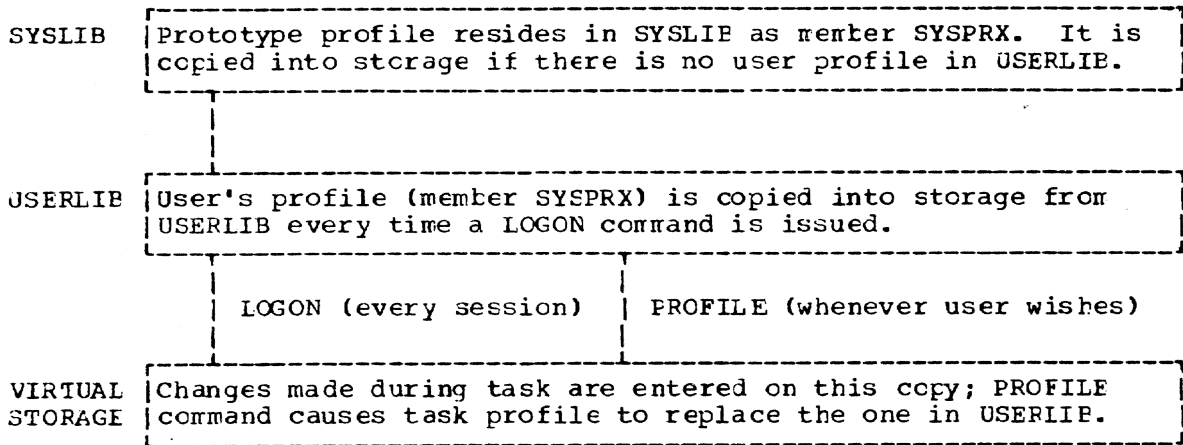 SYSLIB Prototype profile resides in SYSLIB as member SYSPRX. It is
copied into storage if there is no user profile in USERLIB.
USERLIB User's profile (member SYSPRX) is copied into storage from
USERLIB every time a LOGON command is issued.
LOGON (every session) PROFILE (whenever user wishes)
VIRTUAL Changes made during task are entered on this copy; PROFILE
STORAGE command causes task profile to replace the one in USERLIB.